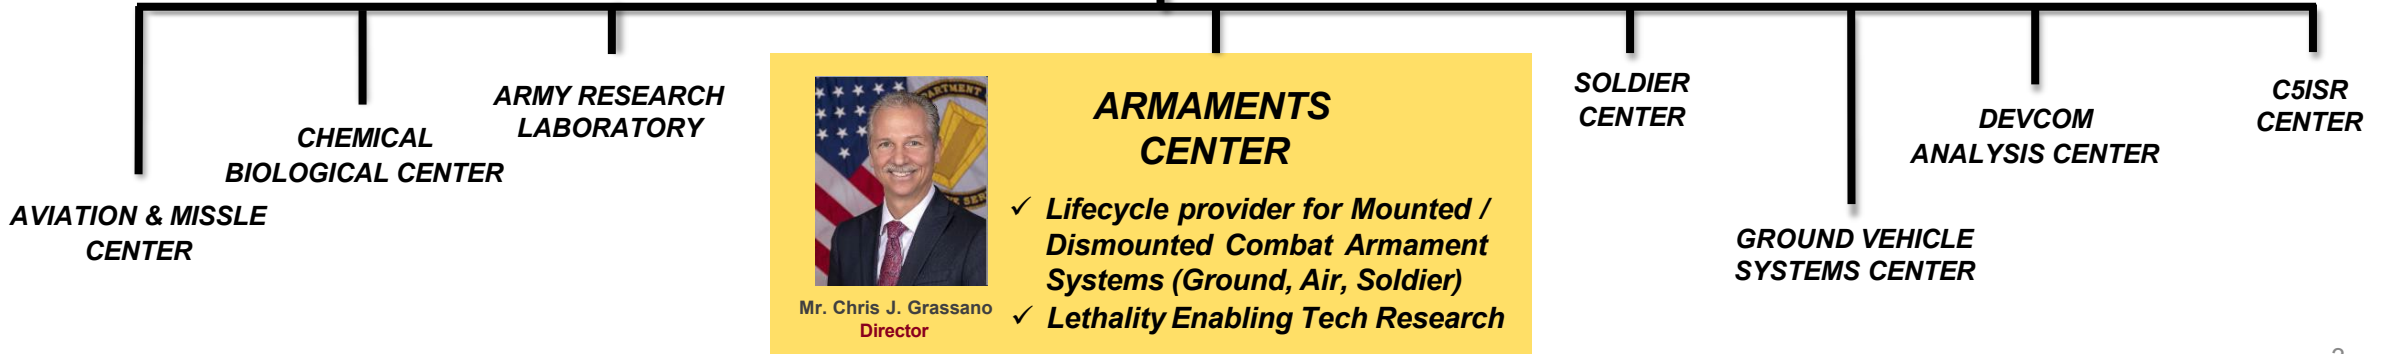 AVIATION & MISSLE
CENTER
CHEMICAL
BIOLOGICAL CENTER
ARMY RESEARCH
LABORATORY
ARMAMENTS
CENTER
✓ Lifecycle provider for Mounted /
Dismounted Combat Armament
Systems (Ground, Air, Soldier)
✓ Lethality Enabling Tech Research
Mr. Chris J. Grassano
Director
SOLDIER
CENTER
GROUND VEHICLE
SYSTEMS CENTER
DEVCOM
ANALYSIS CENTER
C5ISR
CENTER